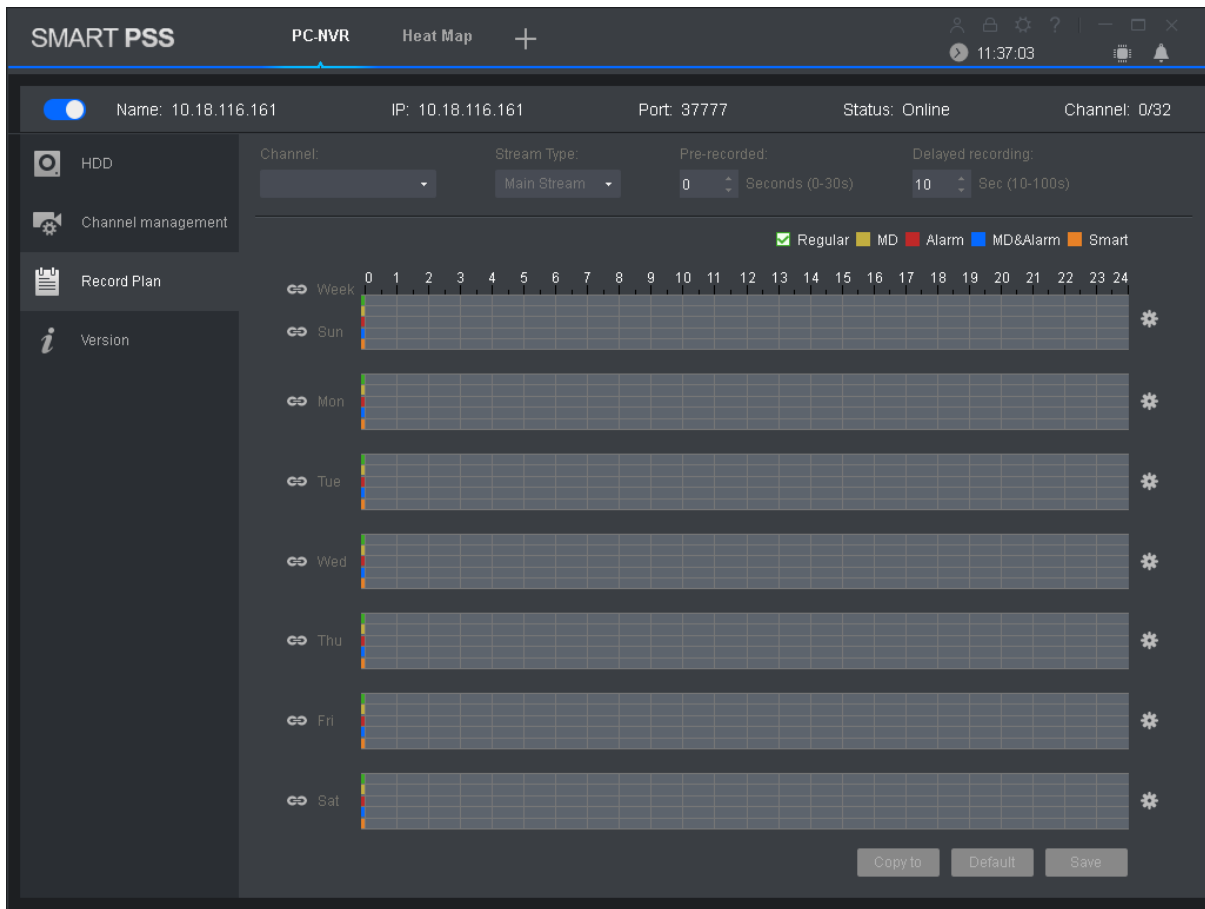 SMART PSS PC-NVR Heat Map
11:37:03
Name: 10.18.116.161 IP: 10.18.116.161 Port: 37777 Status: Online Channel: 0/32
HDD
Channel management
Record Plan
Version
Channel: Stream Type: Pre-recorded: Delayed recording:
Main Stream 0 Seconds (0-30s) 10 Sec (10-100s)
Regular MD Alarm MD&Alarm Smart
Week 0 1 2 3 4 5 6 7 8 9 10 11 12 13 14 15 16 17 18 19 20 21 22 23 24
Sun
Mon
Tue
Wed
Thu
Fri
Sat
Copy to Default Save